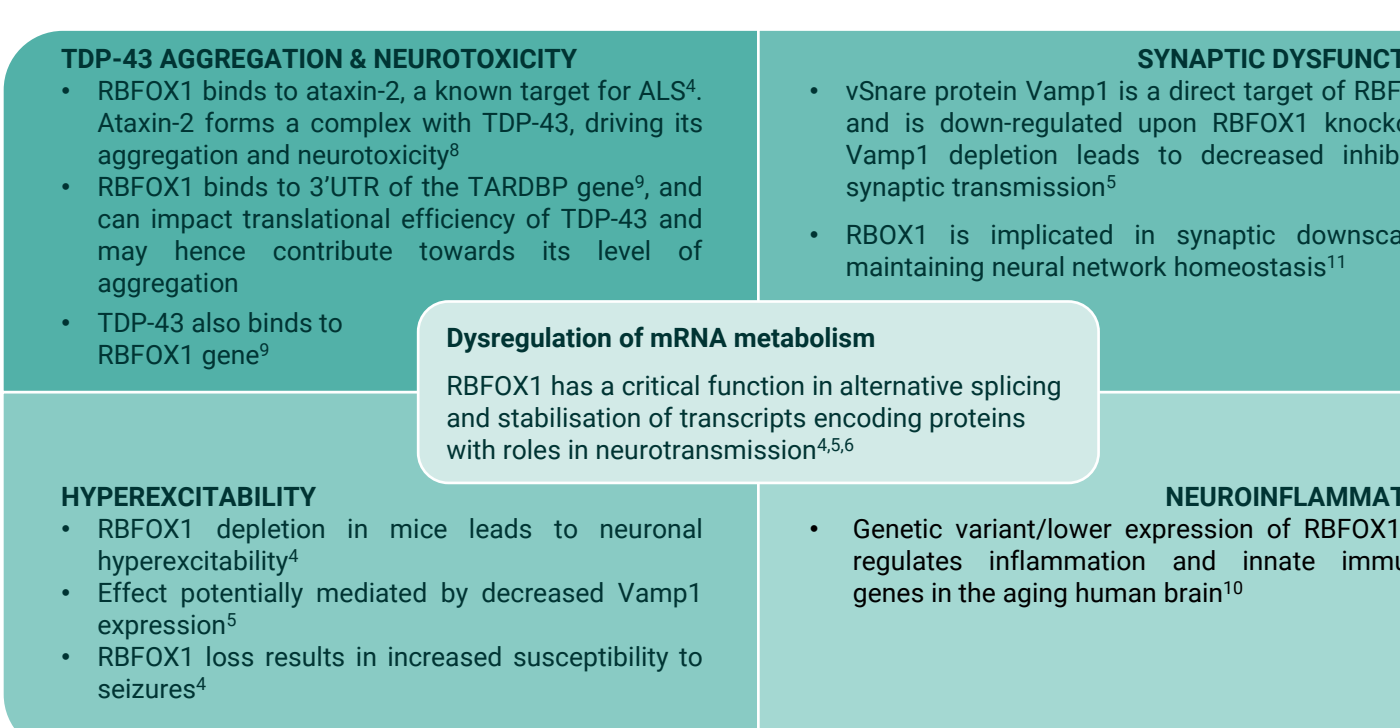 TDP-43 AGGREGATION & NEUROTOXICITY
• RBFOX1 binds to ataxin-2, a known target for ALS⁴.
Ataxin-2 forms a complex with TDP-43, driving its
aggregation and neurotoxicity⁸
• RBFOX1 binds to 3’UTR of the TARDBP gene⁹, and
can impact translational efficiency of TDP-43 and
may hence contribute towards its level of
aggregation
• TDP-43 also binds to
RBFOX1 gene⁹
SYNAPTIC
• vSnare protein Vamp1 is a direct target of
and is down-regulated upon RBFOX1
Vamp1 depletion leads to decreased
synaptic transmission⁵
• RBOX1 is implicated in synaptic
maintaining neural network homeostasis¹¹
Dysregulation of mRNA metabolism
RBFOX1 has a critical function in alternative splicing
and stabilisation of transcripts encoding proteins
with roles in neurotransmission⁴,⁵,⁶
HYPEREXCITABILITY
• RBFOX1 depletion in mice leads to neuronal
hyperexcitability⁴
• Effect potentially mediated by decreased Vamp1
expression⁵
• RBFOX1 loss results in increased susceptibility to
seizures⁴
• Genetic variant/lower expression of RBFOX1
regulates inflammation and innate
genes in the aging human brain¹⁰